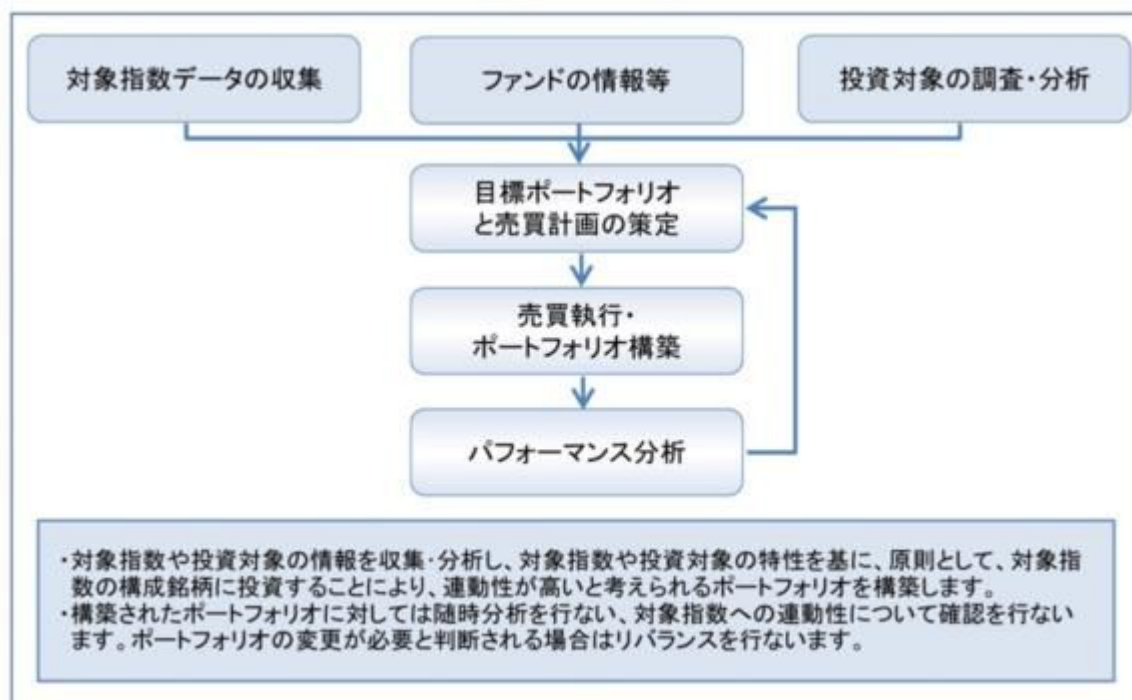 対象指数データの収集
ファンドの情報等
投資対象の調査・分析
目標ポートフォリオ
と売買計画の策定
売買執行・
ポートフォリオ構築
パフォーマンス分析
・対象指数や投資対象の情報を収集・分析し、対象指数や投資対象の特性を基に、原則として、対象指
数の構成銘柄に投資することにより、連動性が高いと考えられるポートフォリオを構築します。
・構築されたポートフォリオに対しては随時分析を行ない、対象指数への連動性について確認を行ない
ます。ポートフォリオの変更が必要と判断される場合はリバランスを行ないます。